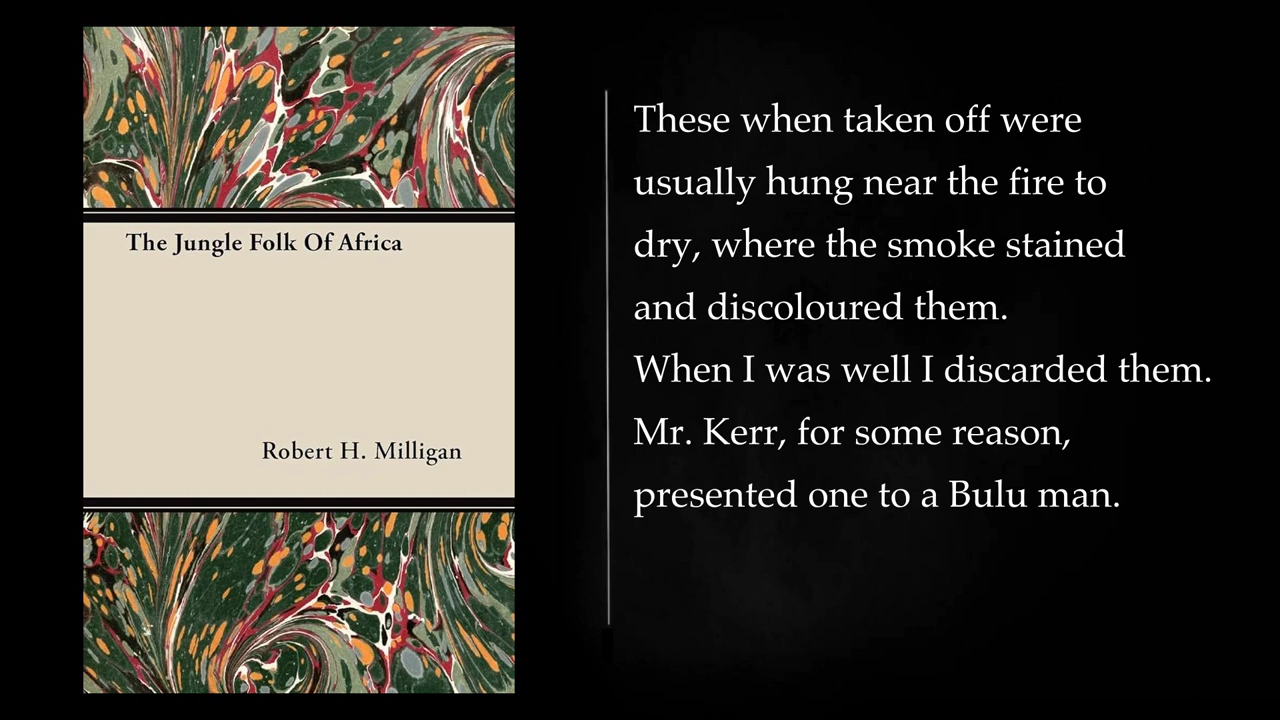 The Jungle Folk Of Africa
Robert H. Milligan
These when taken off were
usually hung near the fire to
dry, where the smoke stained
and discoloured them.
When I was well I discarded them.
Mr. Kerr, for some reason,
presented one to a Bulu man.